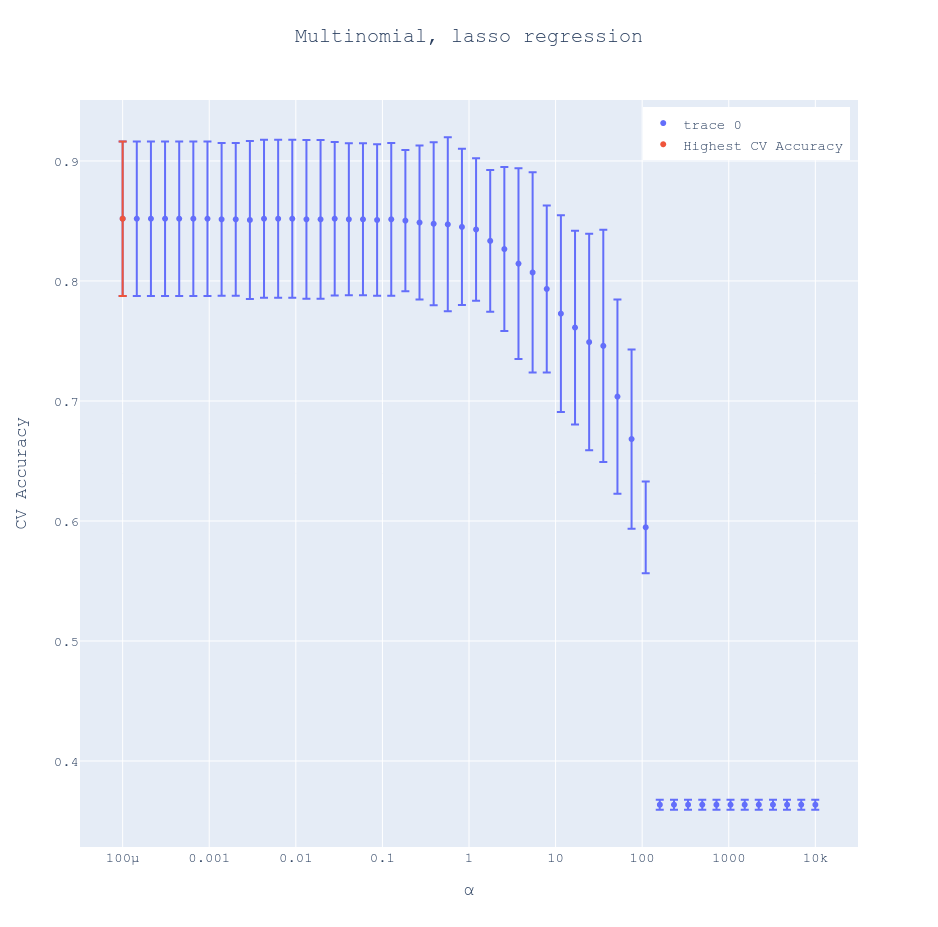 Multinomial, lasso regression
trace 0
Highest CV Accuracy
0.9
0.8
0.7
0.6
0.5
0.4
CV Accuracy
100μ 0.001 0.01 0.1 1 10 100 1000 10k
α